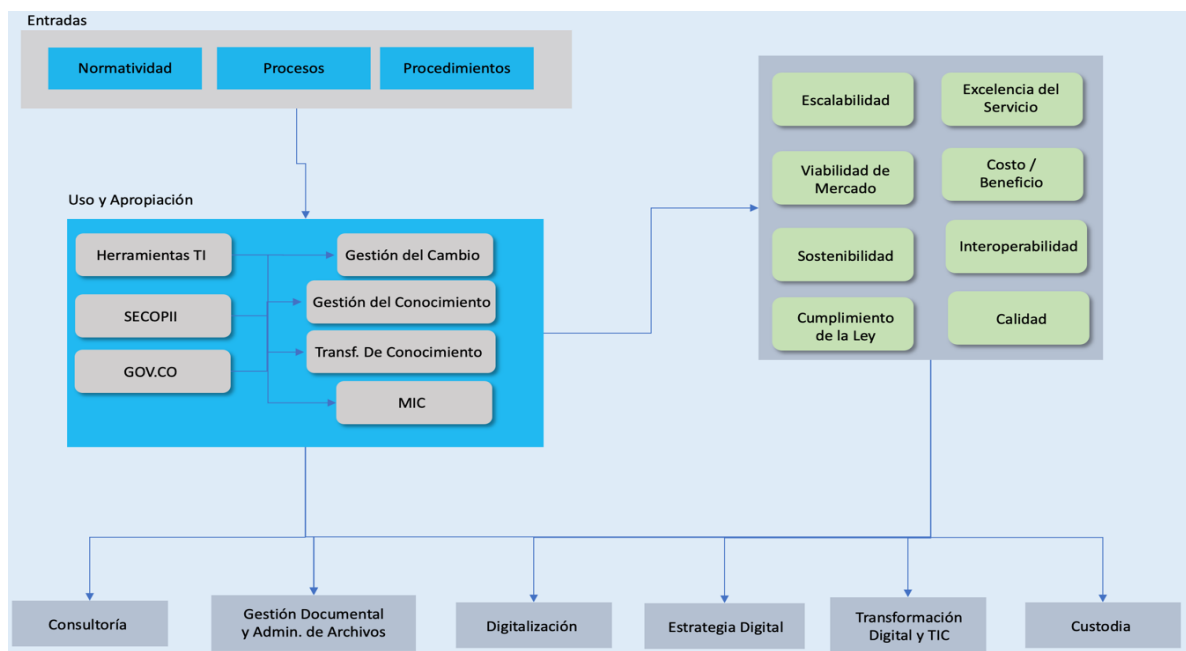 Entradas
Normatividad
Procesos
Procedimientos
Escalabilidad
Excelencia del
Servicio
Viabilidad de
Mercado
Costo /
Beneficio
Sostenibilidad
Interoperabilidad
Cumplimiento
de la Ley
Calidad
Uso y Apropiación
Herramientas TI
Gestión del Cambio
SECOPII
Gestión del Conocimiento
GOV.CO
Transf. De Conocimiento
MIC
Consultoría
Gestión Documental
y Admin. de Archivos
Digitalización
Estrategia Digital
Transformación
Digital y TIC
Custodia